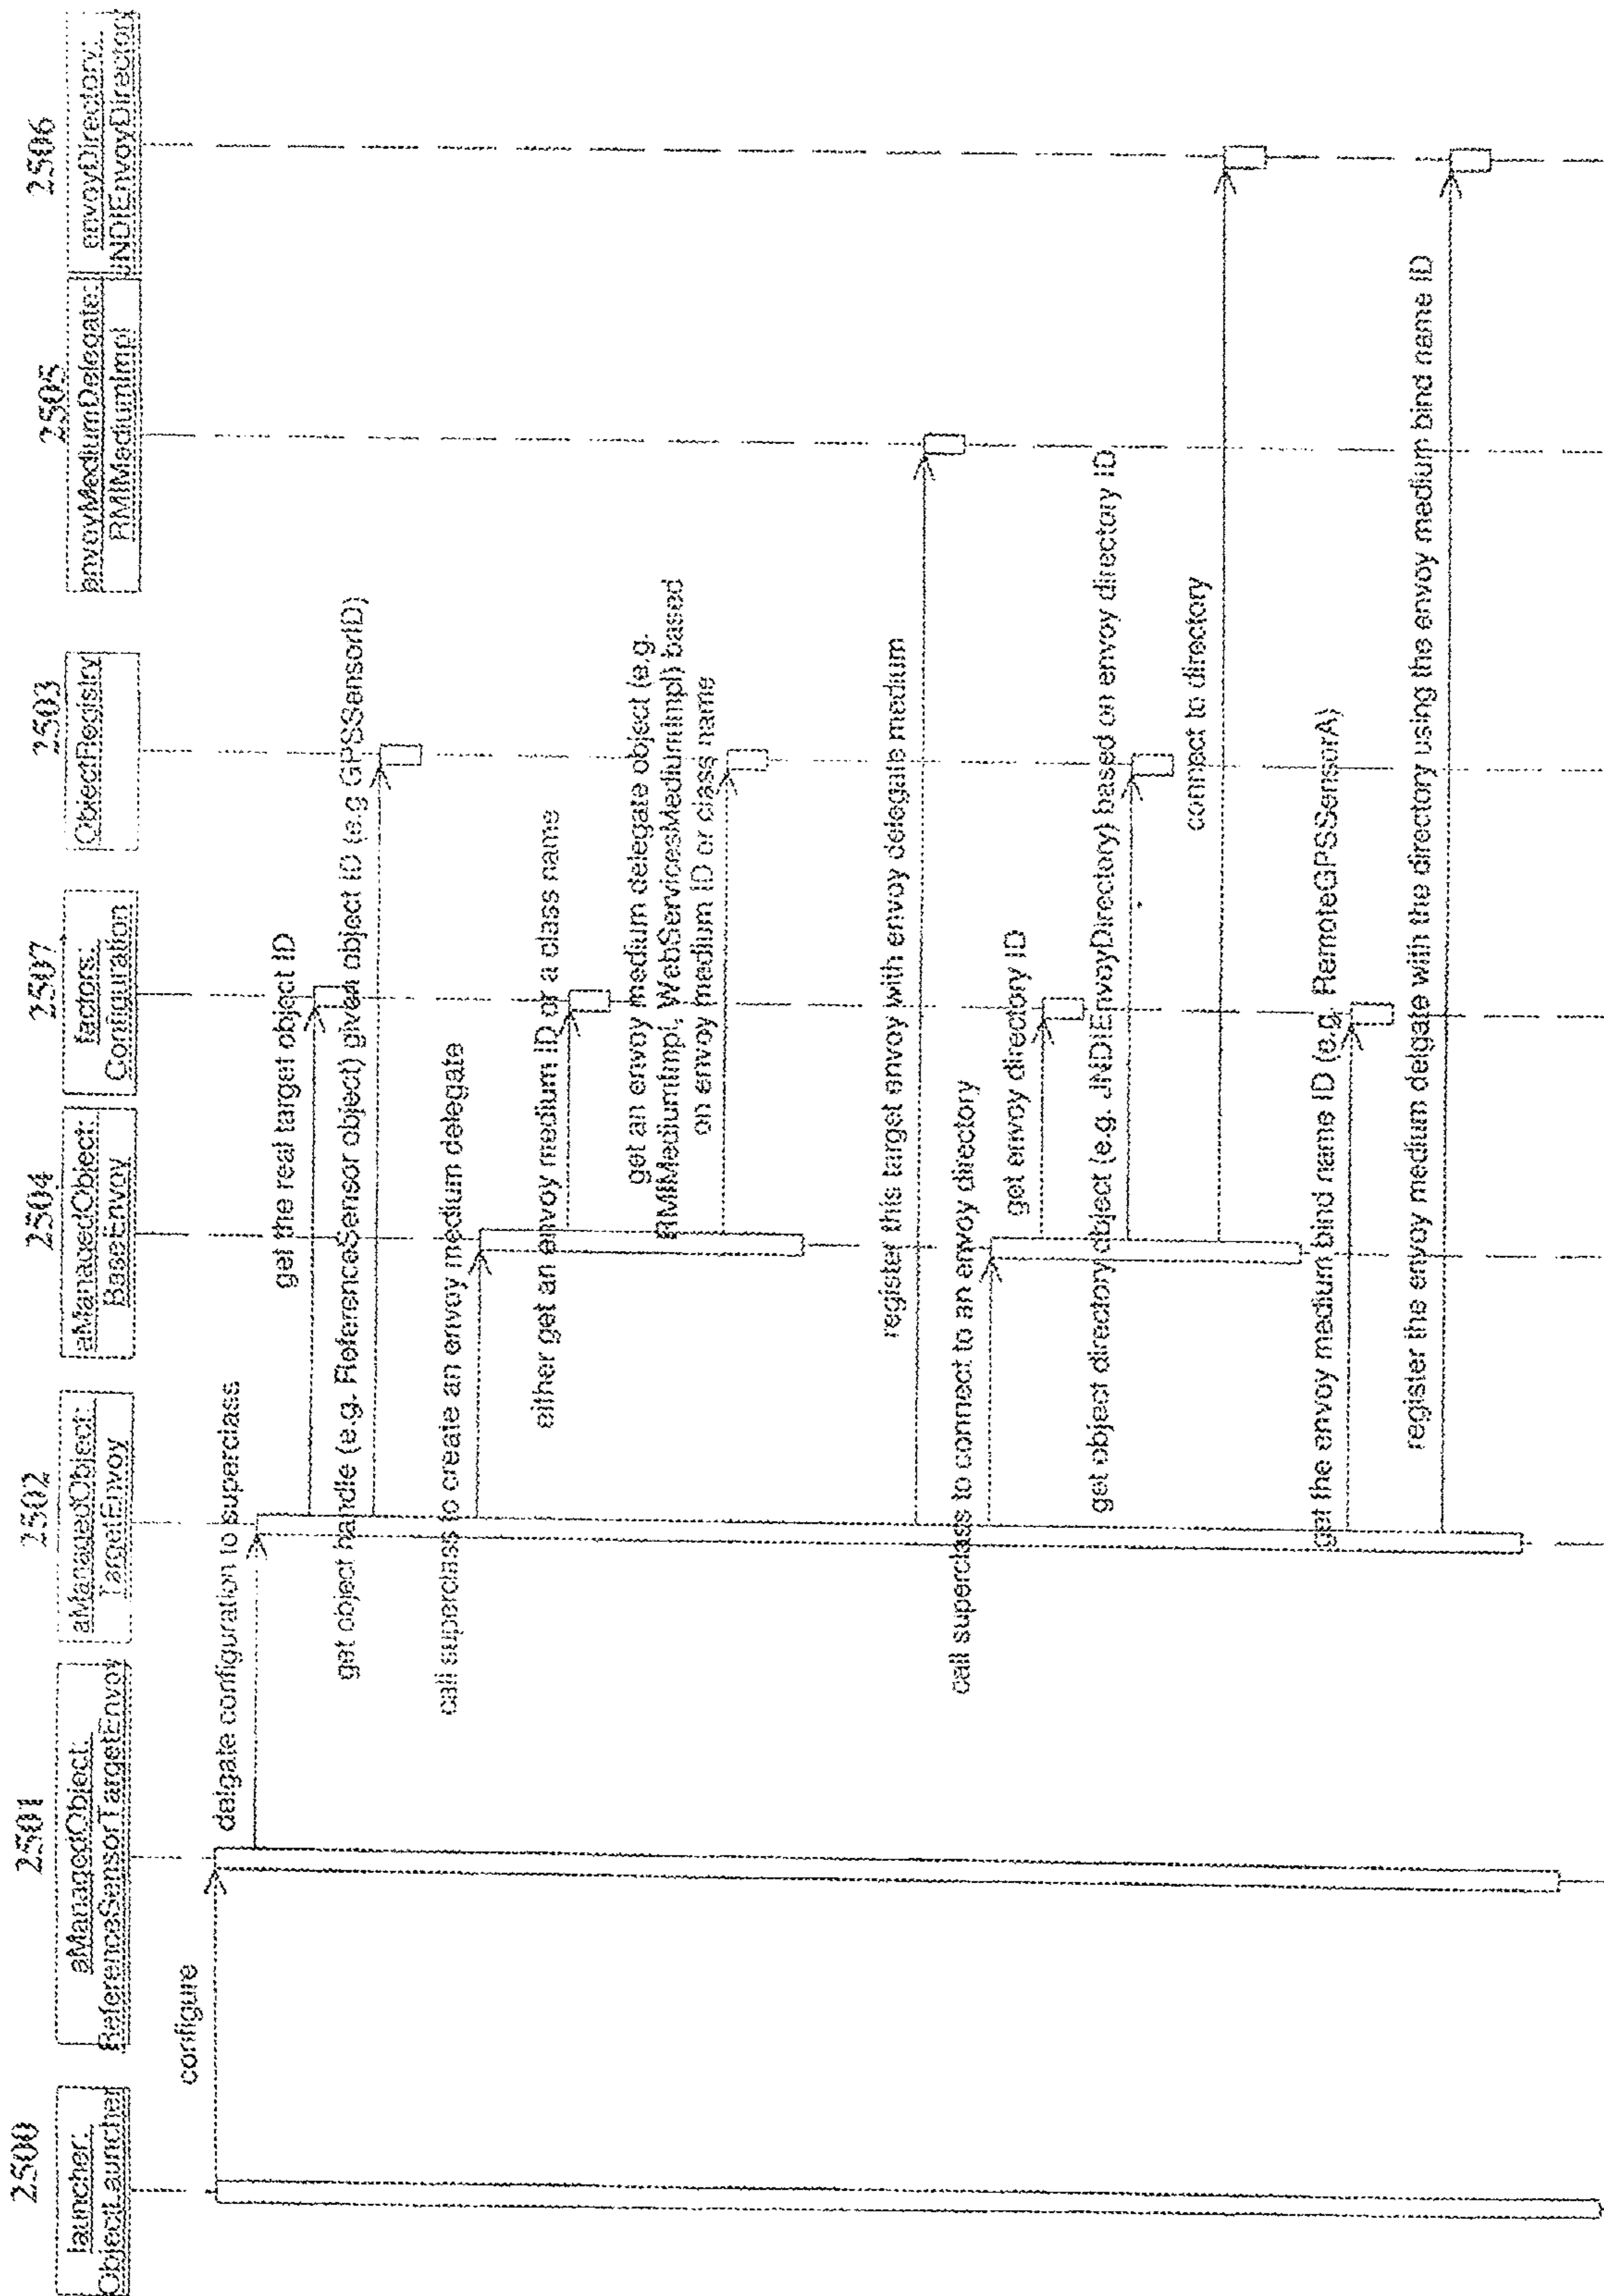 2500
launcher:
ObjectLauncher
2501
aManagedObject:
ReferenceSensorTargetEnvoy
2502
aManagedObject:
TargetEnvoy
2504
aManagedObject:
BaseEnvoy
2507
factors:
Configuration
2503
ObjectRegistry
2505
envoyMediumDelegate:
RMIMediumImpl
2506
envoyDirectory:
JNDIEnvoyDirectory
configure
delgate configuration to superclass
get the real target object ID
get object handle (e.g. ReferenceSensor object) given object ID (e.g GPSSensorID)
call superclass to create an envoy medium delegate
either get an envoy medium ID or a class name
get an envoy medium delegate object (e.g.
RMIMediumImpl, WebServicesMediumImpl) based
on envoy medium ID or class name
register this target envoy with envoy delegate medium
call superclass to connect to an envoy directory
get envoy directory ID
get object directory object (e.g. JNDIEnvoyDirectory) based on envoy directory ID
connect to directory
get the envoy medium bind name ID (e.g. RemoteGPSSensorA)
register the envoy medium delgate with the directory using the envoy medium bind name ID